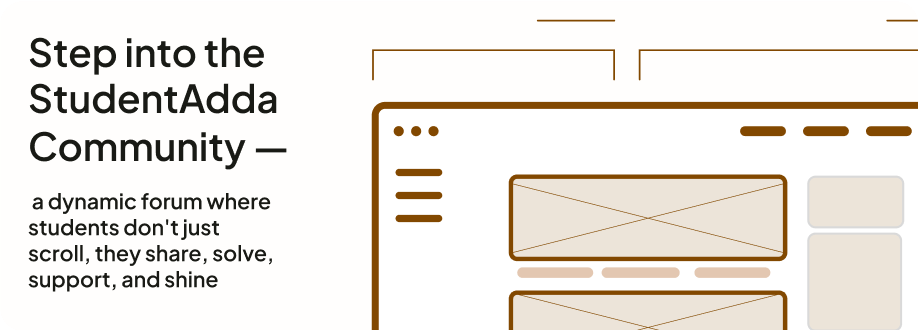 Step into the
StudentAdda
Community —
a dynamic forum where
students don't just
scroll, they share, solve,
support, and shine